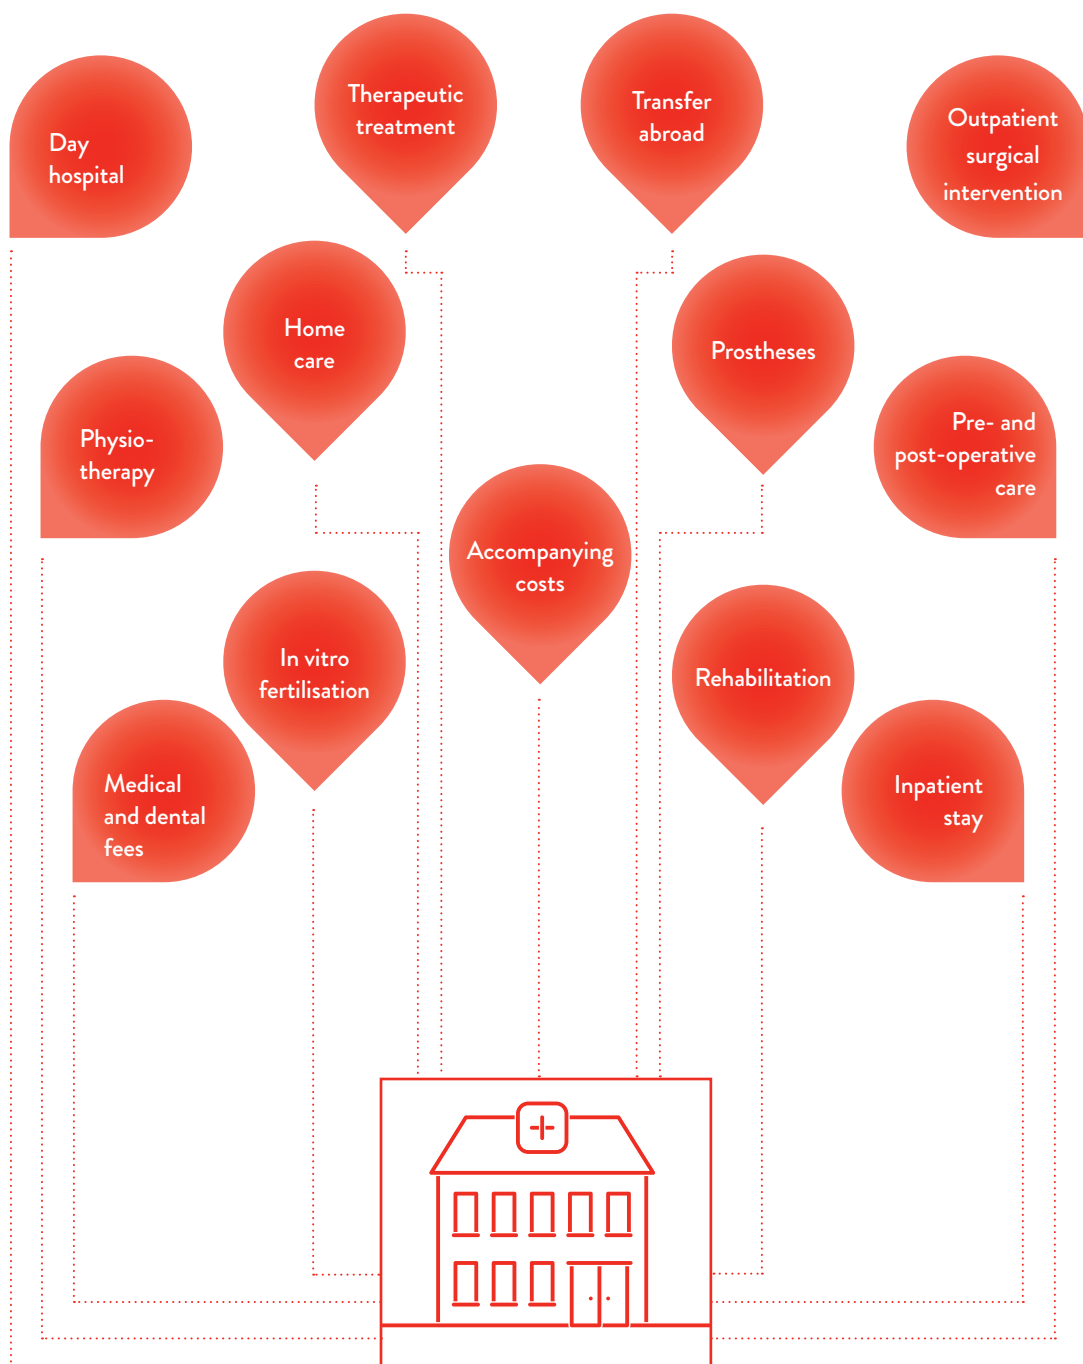 Day
hospital
Therapeutic
treatment
Transfer
abroad
Outpatient
surgical
intervention
Home
care
Prostheses
Physio-
therapy
Pre- and
post-operative
care
Accompanying
costs
In vitro
fertilisation
Rehabilitation
Medical
and dental
fees
Inpatient
stay